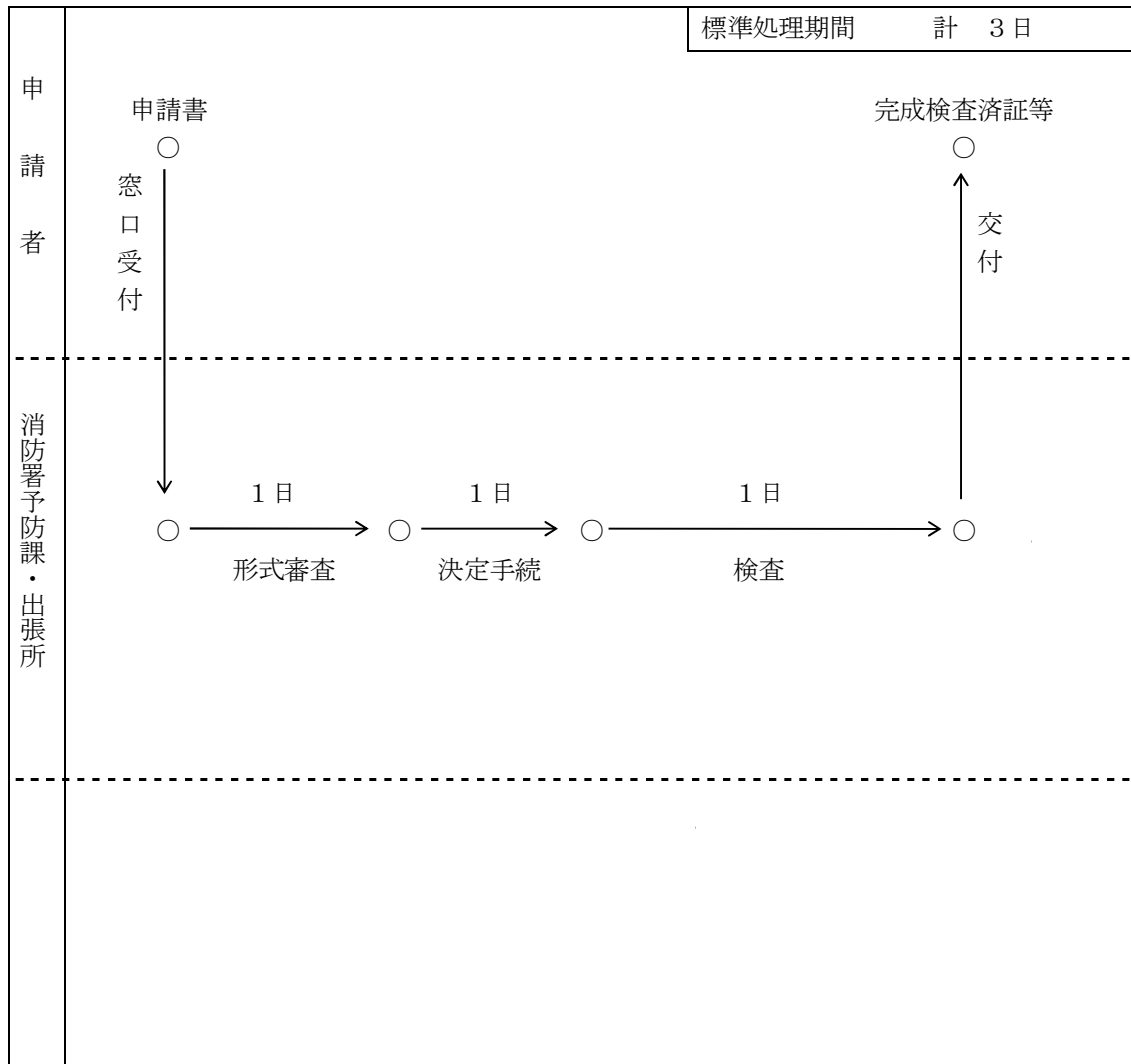 標準処理期間　　計　３日
申請者
申請書
完成検査済証等
窓口受付
交付
消防署予防課・出張所
１日
１日
１日
形式審査
決定手続
検査